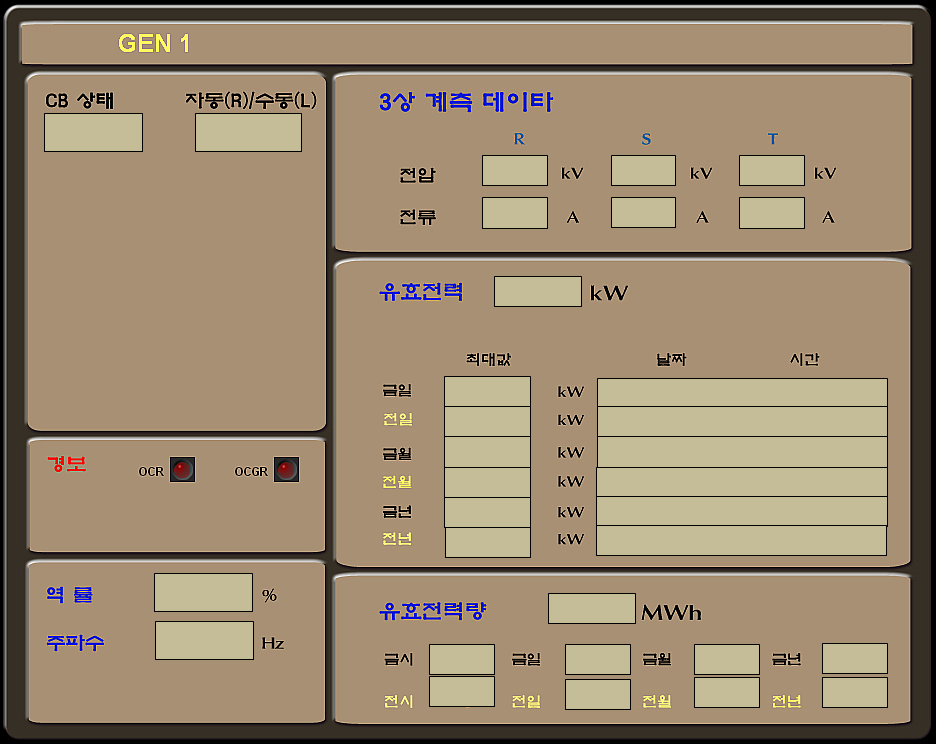 GEN 1
CB 상태 자동(R)/수동(L)
3상 계측 데이타
R S T
전압 kV kV kV
전류 A A A
유효전력 kW
최대값 날짜 시간
금일 kW
전일 kW
금월 kW
전월 kW
금년 kW
전년 kW
경보 OCR OCGR
역 률 %
주파수 Hz
유효전력량 MWh
금시 금일 금월 금년
전시 전일 전월 전년